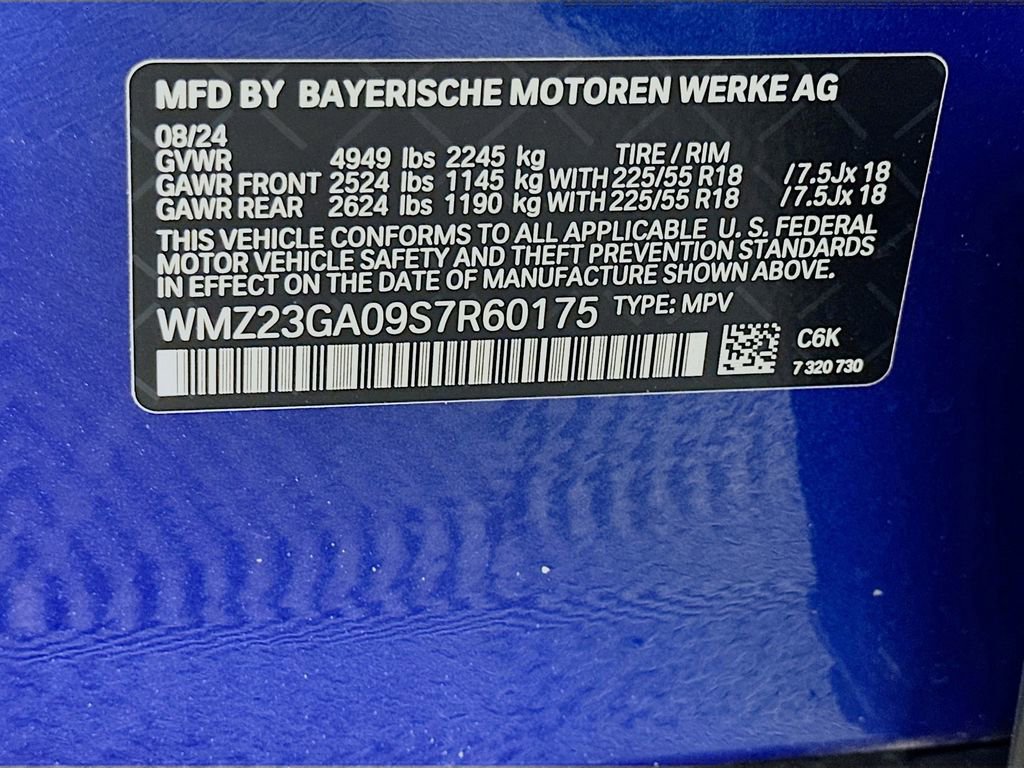 MFD BY BAYERISCHE MOTOREN WERKE AG
08/24
GVWR 4949 lbs 2245 kg TIRE / RIM
GAWR FRONT 2524 lbs 1145 kg WITH 225/55 R18 /7.5Jx 18
GAWR REAR 2624 lbs 1190 kg WITH 225/55 R18 /7.5Jx 18
THIS VEHICLE CONFORMS TO ALL APPLICABLE U. S. FEDERAL
MOTOR VEHICLE SAFETY AND THEFT PREVENTION STANDARDS
IN EFFECT ON THE DATE OF MANUFACTURE SHOWN ABOVE.
WMZ23GA09S7R60175 TYPE: MPV
C6K
7 320 730